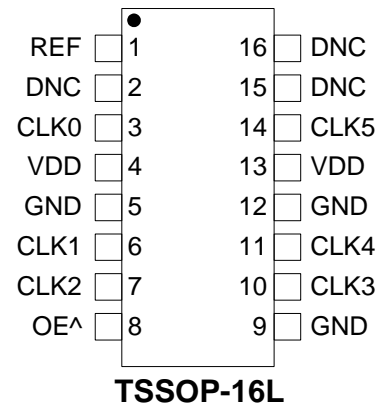 REF 1 16 DNC
DNC 2 15 DNC
CLK0 3 14 CLK5
VDD 4 13 VDD
GND 5 12 GND
CLK1 6 11 CLK4
CLK2 7 10 CLK3
OE^ 8 9 GND
TSSOP-16L